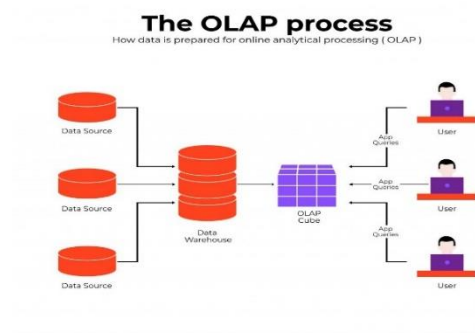 The OLAP process
How data is prepared for online analytical processing ( OLAP )
Data Source
App
Queries
User
Data Source
Data
Warehouse
OLAP
Cube
App
Queries
User
Data Source
App
Queries
User